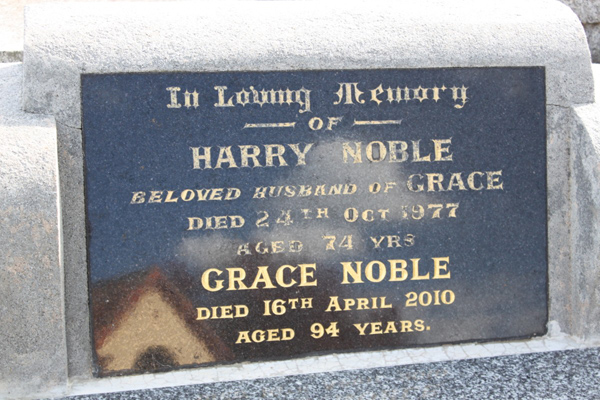 In Loving Memory
OF
HARRY NOBLE
BELOVED HUSBAND OF GRACE
DIED 24TH OCT 1977
AGED 74 YRS
GRACE NOBLE
DIED 16TH APRIL 2010
AGED 94 YEARS.